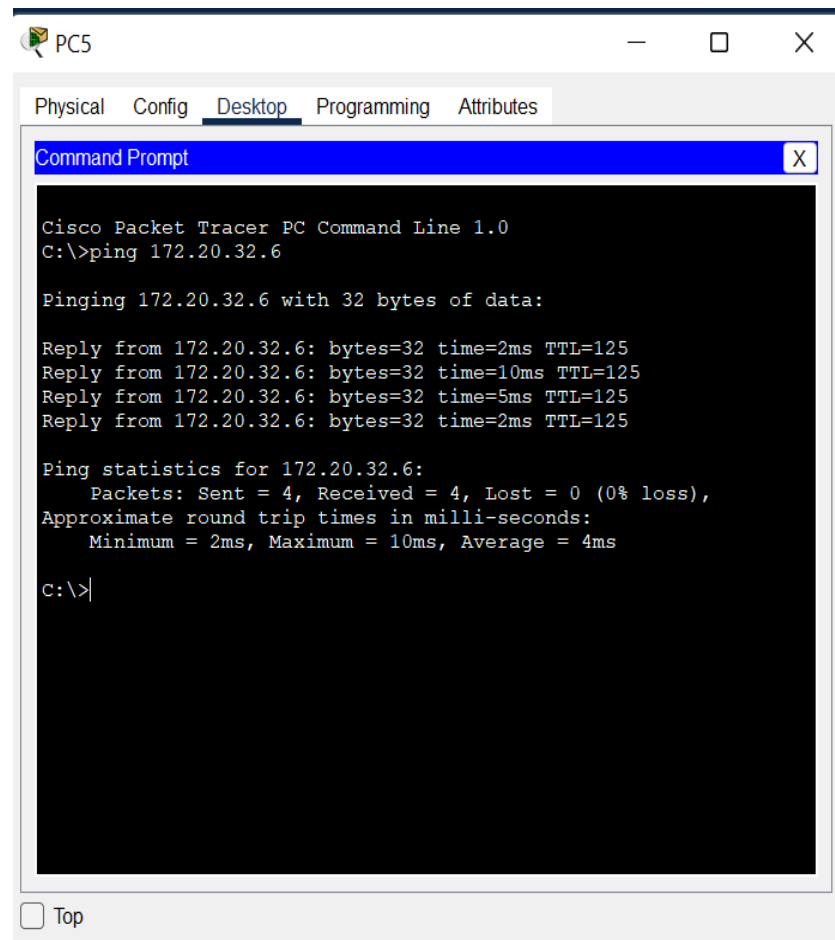 PC5
Physical Config Desktop Programming Attributes
Command Prompt X
Cisco Packet Tracer PC Command Line 1.0
C:\>ping 172.20.32.6
Pinging 172.20.32.6 with 32 bytes of data:
Reply from 172.20.32.6: bytes=32 time=2ms TTL=125
Reply from 172.20.32.6: bytes=32 time=10ms TTL=125
Reply from 172.20.32.6: bytes=32 time=5ms TTL=125
Reply from 172.20.32.6: bytes=32 time=2ms TTL=125
Ping statistics for 172.20.32.6:
Packets: Sent = 4, Received = 4, Lost = 0 (0% loss),
Approximate round trip times in milli-seconds:
Minimum = 2ms, Maximum = 10ms, Average = 4ms
C:\>
Top